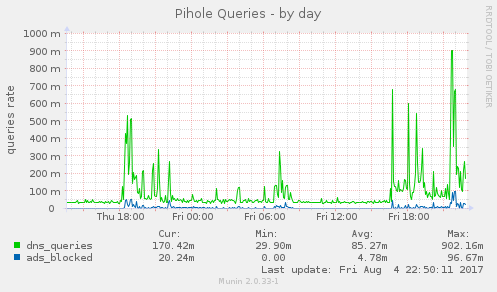 Pihole Queries - by day
RRDTOOL / TOBI OETIKER
queries rate
1000 m
900 m
800 m
700 m
600 m
500 m
400 m
300 m
200 m
100 m
0
Thu 18:00 Fri 00:00 Fri 06:00 Fri 12:00 Fri 18:00
Cur: Min: Avg: Max:
dns_queries 170.42m 29.90m 85.27m 902.16m
ads_blocked 20.24m 0.00 4.78m 96.67m
Last update: Fri Aug 4 22:50:11 2017
Munin 2.0.33-1